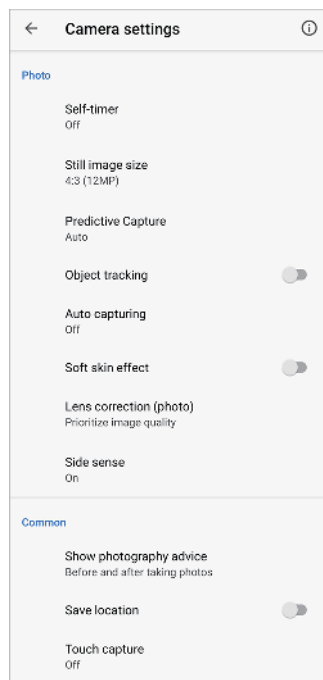 Camera settings
Photo
Self-timer
Off
Still image size
4:3 (12MP)
Predictive Capture
Auto
Object tracking
Auto capturing
Off
Soft skin effect
Lens correction (photo)
Prioritize image quality
Side sense
On
Common
Show photography advice
Before and after taking photos
Save location
Touch capture
Off